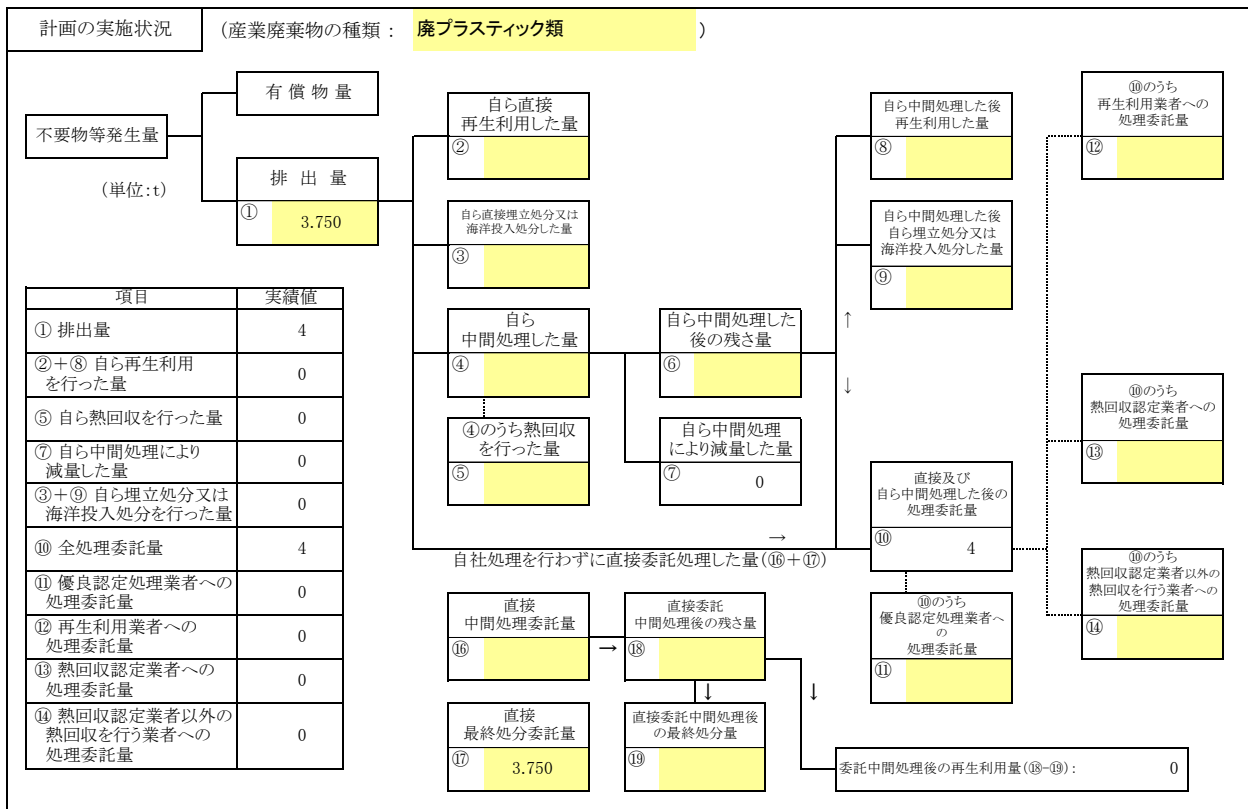 計画の実施状況
(産業廃棄物の種類： 廃プラスティック類 )
不要物等発生量
(単位:t)
有償物量
排出量
① 3.750
自ら直接
再生利用した量
②
自ら直接埋立処分又は
海洋投入処分した量
③
自ら
中間処理した量
④
④のうち熱回収
を行った量
⑤
自ら中間処理した
後の残さ量
⑥
自ら中間処理
により減量した量
⑦ 0
自ら中間処理した後
再生利用した量
⑧
自ら中間処理した後
自ら埋立処分又は
海洋投入処分した量
⑨
↑
↓
直接及び
自ら中間処理した後の
処理委託量
⑩ 4
⑩のうち
再生利用業者への
処理委託量
⑫
⑩のうち
熱回収認定業者への
処理委託量
⑬
⑩のうち
熱回収認定業者以外の
熱回収を行う業者への
処理委託量
⑭
⑩のうち
優良認定処理業者へ
の
処理委託量
⑪
→
自社処理を行わずに直接委託処理した量(⑯+⑰)
直接
中間処理委託量
⑯
→
直接委託
中間処理後の残さ量
⑱
↓
↓
直接
最終処分委託量
⑰ 3.750
直接委託中間処理後
の最終処分量
⑲
委託中間処理後の再生利用量(⑱-⑲)： 0
項目 実績値
① 排出量 4
②+⑧ 自ら再生利用
を行った量 0
⑤ 自ら熱回収を行った量 0
⑦ 自ら中間処理により
減量した量 0
③+⑨ 自ら埋立処分又は
海洋投入処分を行った量 0
⑩ 全処理委託量 4
⑪ 優良認定処理業者への
処理委託量 0
⑫ 再生利用業者への
処理委託量 0
⑬ 熱回収認定業者への
処理委託量 0
⑭ 熱回収認定業者以外の
熱回収を行う業者への
処理委託量 0